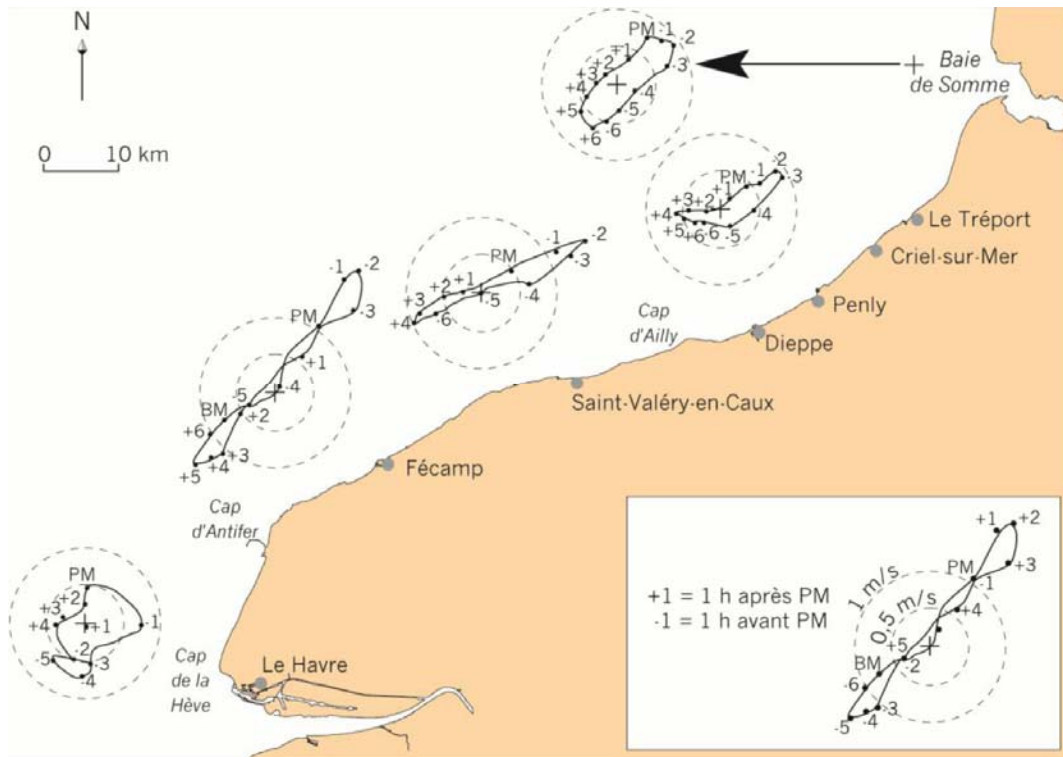 N
0 10 km
PM -1 -2
+1
+2 -3
+3
+4 -4
+5 -5
+6 -6
Baie
de Somme
-2
PM -1 -3
+1
+3 +2
+4 -4
+5 +6 -6 -5
-1 -2
PM -3
+2 +1
+3 -5 -4
+4 -6
-1 -2
PM -3
+1
-5 -4
BM +2
+6
+4 +3
+5
Le Tréport
Criel-sur-Mer
Penly
Cap
d'Ailly
Dieppe
Saint-Valéry-en-Caux
Fécamp
Cap
d'Antifer
PM
+2
+3
+4 +1 -1
-2
-5 -3
-4
Cap
de la
Hève
Le Havre
+1 = 1 h après PM
-1 = 1 h avant PM
1 m/s
0.5 m/s
+1 +2
PM +3
-1
+4
+5
BM -2
-6
-3
-5 -4